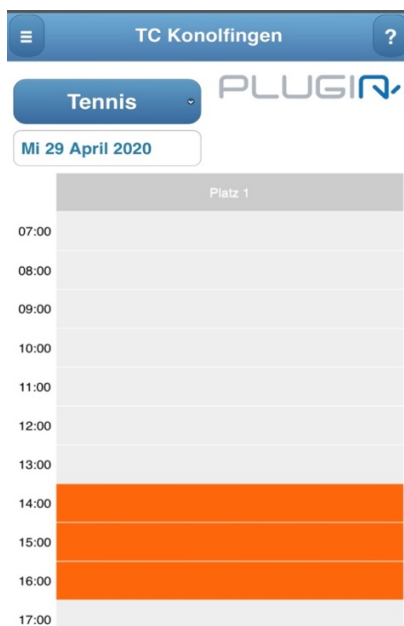 TC Konolfingen
?
Tennis
PLUGIN
Mi 29 April 2020
Platz 1
07:00
08:00
09:00
10:00
11:00
12:00
13:00
14:00
15:00
16:00
17:00